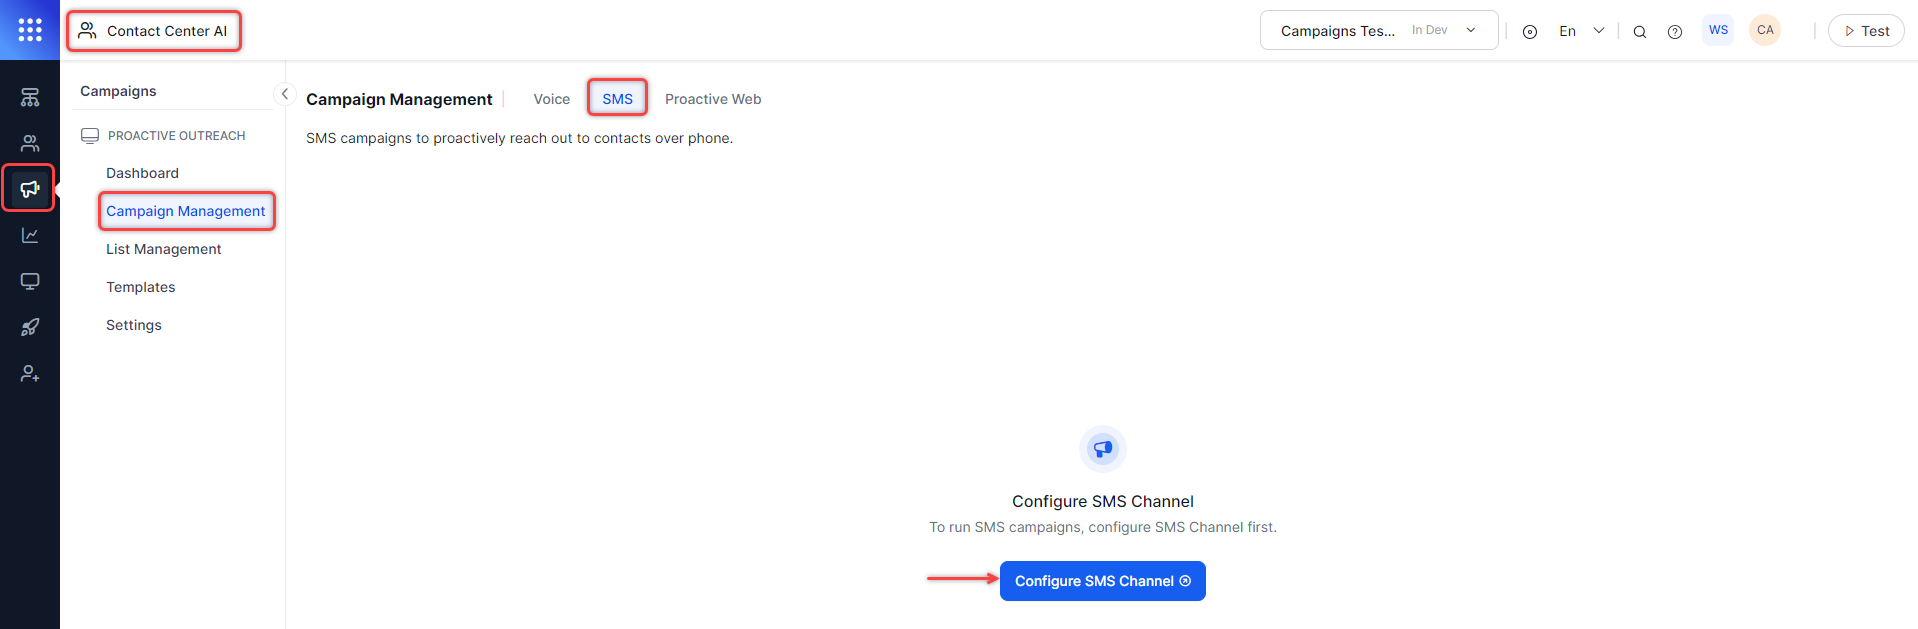 Contact Center AI
Campaigns Tes... In Dev
En
WS
CA
Test
Campaigns
PROACTIVE OUTREACH
Dashboard
Campaign Management
List Management
Templates
Settings
Campaign Management
Voice
SMS
Proactive Web
SMS campaigns to proactively reach out to contacts over phone.
Configure SMS Channel
To run SMS campaigns, configure SMS Channel first.
Configure SMS Channel